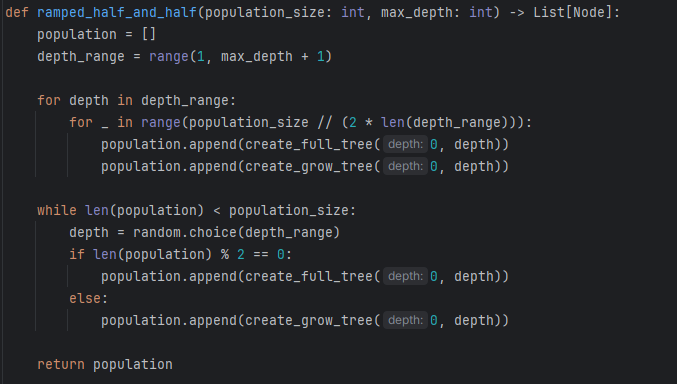 def ramped_half_and_half(population_size: int, max_depth: int) -> List[Node]:
    population = []
    depth_range = range(1, max_depth + 1)

    for depth in depth_range:
        for _ in range(population_size // (2 * len(depth_range))):
            population.append(create_full_tree( depth: 0, depth))
            population.append(create_grow_tree( depth: 0, depth))

    while len(population) < population_size:
        depth = random.choice(depth_range)
        if len(population) % 2 == 0:
            population.append(create_full_tree( depth: 0, depth))
        else:
            population.append(create_grow_tree( depth: 0, depth))

    return population